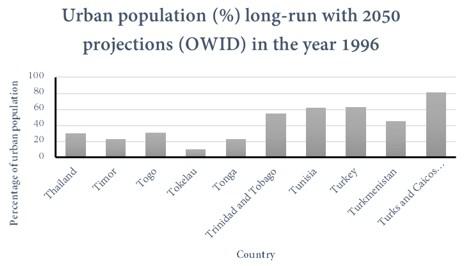 Urban population (%) long-run with 2050
projections (OWID) in the year 1996
Percentage of urban population
100
80
60
40
20
0
Thailand
Timor
Togo
Tokelau
Tonga
Trinidad and Tobago
Tunisia
Turkey
Turkmenistan
Turks and Caicos…
Country